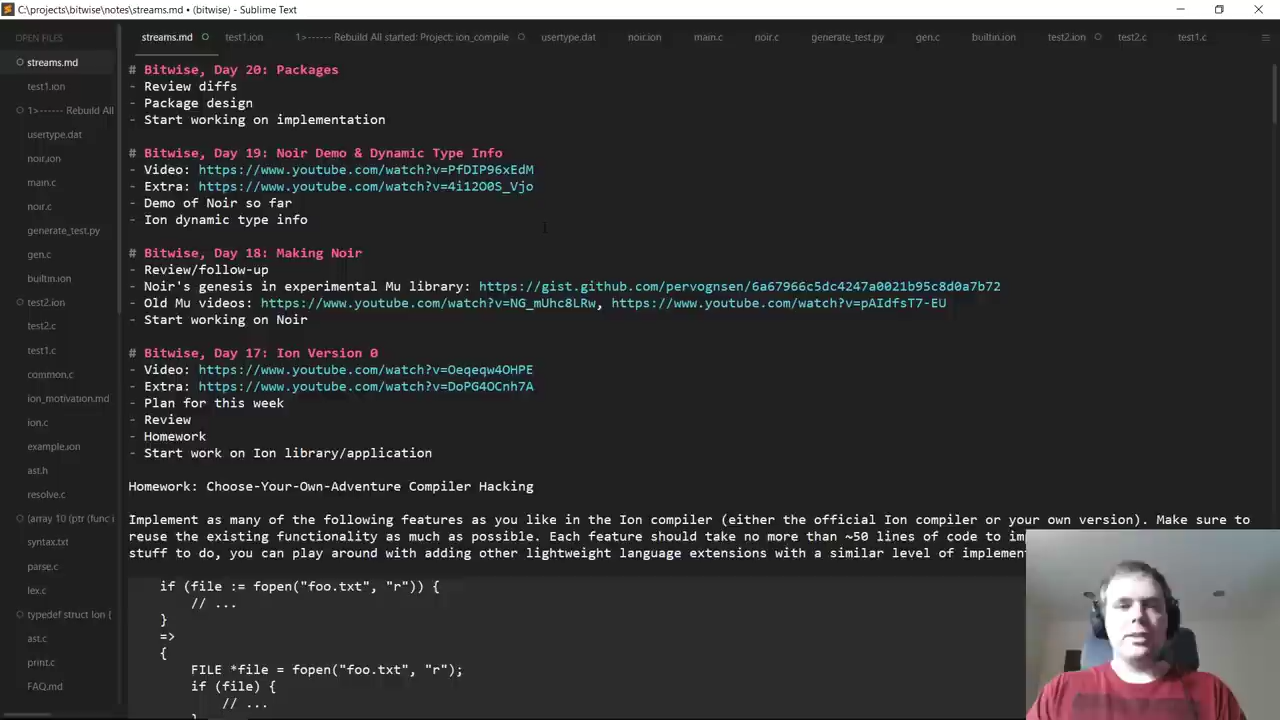 C:\projects\bitwise\notes\streams.md • (bitwise) - Sublime Text
OPEN FILES
streams.md
test1.ion
1>------ Rebuild All started: Project: ion_compile
usertype.dat
noir.ion
main.c
noir.c
generate_test.py
gen.c
builtin.ion
test2.ion
test2.c
test1.c
streams.md
test1.ion
1>------ Rebuild All
usertype.dat
noir.ion
main.c
noir.c
generate_test.py
gen.c
builtin.ion
test2.ion
test2.c
test1.c
common.c
ion_motivation.md
ion.c
example.ion
ast.h
resolve.c
(array 10 (ptr (func i
syntax.txt
parse.c
lex.c
typedef struct Ion {
ast.c
print.c
FAQ.md
# Bitwise, Day 20: Packages
- Review diffs
- Package design
- Start working on implementation
# Bitwise, Day 19: Noir Demo & Dynamic Type Info
- Video: https://www.youtube.com/watch?v=PfDIP96xEdM
- Extra: https://www.youtube.com/watch?v=4i12O0S_Vjo
- Demo of Noir so far
- Ion dynamic type info
# Bitwise, Day 18: Making Noir
- Review/follow-up
- Noir's genesis in experimental Mu library: https://gist.github.com/pervognsen/6a67966c5dc4247a0021b95c8d0a7b72
- Old Mu videos: https://www.youtube.com/watch?v=NG_mUhc8LRw, https://www.youtube.com/watch?v=pAIdfsT7-EU
- Start working on Noir
# Bitwise, Day 17: Ion Version 0
- Video: https://www.youtube.com/watch?v=Oeqeqw4OHPE
- Extra: https://www.youtube.com/watch?v=DoPG4OCnh7A
- Plan for this week
- Review
- Homework
- Start work on Ion library/application
Homework: Choose-Your-Own-Adventure Compiler Hacking
Implement as many of the following features as you like in the Ion compiler (either the official Ion compiler or your own version). Make sure to
reuse the existing functionality as much as possible. Each feature should take no more than ~50 lines of code to im
stuff to do, you can play around with adding other lightweight language extensions with a similar level of implemen
if (file := fopen("foo.txt", "r")) {
// ...
}
=>
{
FILE *file = fopen("foo.txt", "r");
if (file) {
// ...
}